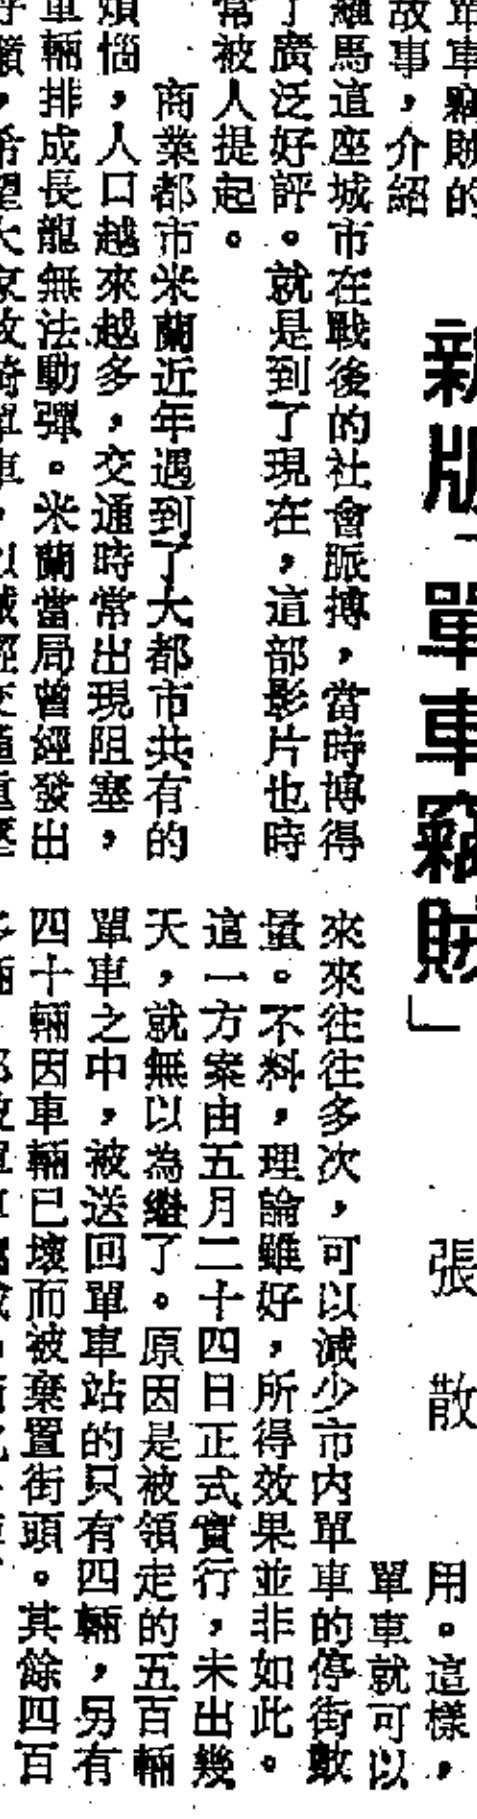 新版「單車竊賊」
張散
單車竊賊的
故事，介紹
羅馬這座城市在戰後的社會脈搏，當時博得
了廣泛好評。就是到了現在，這部影片也時
常被人提起。
商業都市米蘭近年遇到了大都市共有的
煩惱，人口越來越多，交通時常出現阻塞，
車輛排成長龍無法動彈。米蘭當局曾經發出
用。這樣，
單車就可以
來來往往多次，可以減少市內單車的停街數
量。不料，理論雖好，所得效果並非如此。
這一方案由五月二十四日正式實行，未出幾
天，就無以為繼了。原因是被領走的五百輛
單車之中，被送回單車站的只有四輛，另有
四十輛因車輛已壞而被棄置街頭。其餘四百